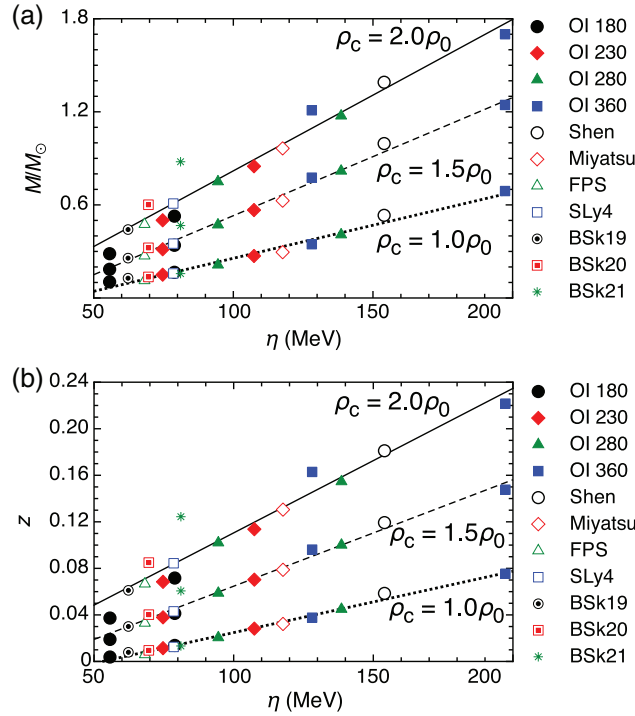 (a)
1.8
1.2
0.6
0
M/M⊙
ρc = 2.0ρ0
ρc = 1.5ρ0
ρc = 1.0ρ0
50 100 150 200
η (MeV)
OI 180
OI 230
OI 280
OI 360
Shen
Miyatsu
FPS
SLy4
BSk19
BSk20
BSk21
(b)
0.24
0.20
0.16
0.12
0.08
0.04
0
z
ρc = 2.0ρ0
ρc = 1.5ρ0
ρc = 1.0ρ0
50 100 150 200
η (MeV)
OI 180
OI 230
OI 280
OI 360
Shen
Miyatsu
FPS
SLy4
BSk19
BSk20
BSk21